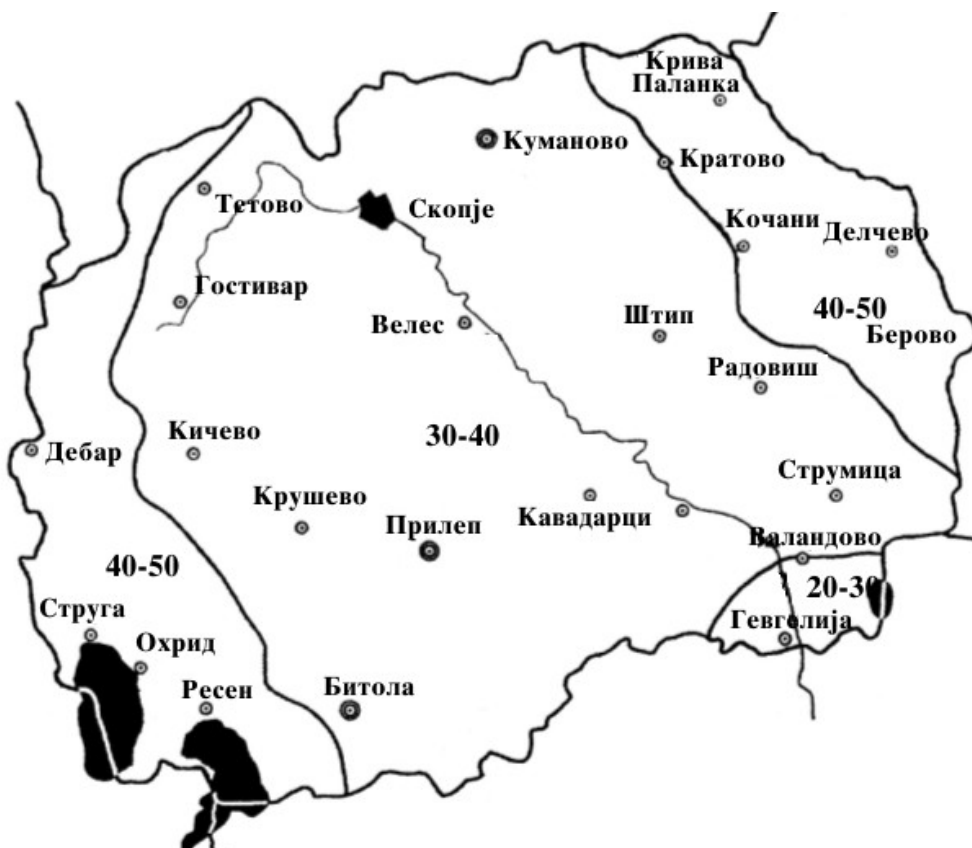 Крива
Паланка
Куманово
Кратово
Тетово
Скопје
Кочани
Делчево
Гостивар
Велес
Штип
40-50
Берово
Радовиш
Кичево
30-40
Дебар
Струмица
Крушево
Прилеп
Кавадарци
Валандово
40-50
20-30
Струга
Гевгелија
Охрид
Ресен
Битола